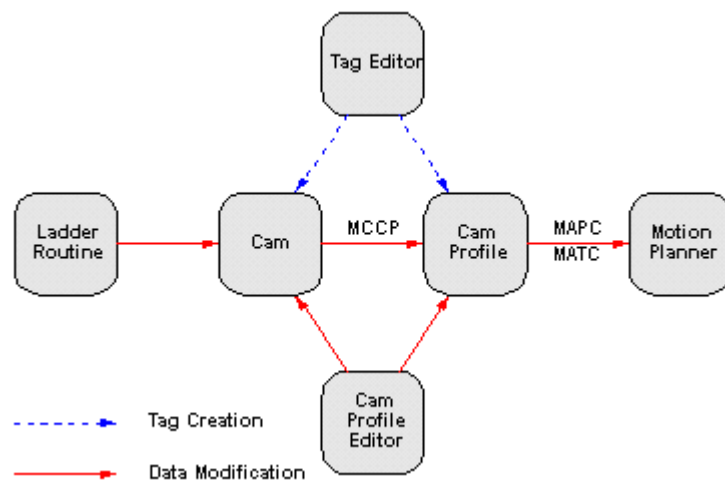 Tag Editor
Ladder
Routine
Cam
MCCP
Cam
Profile
MAPC
MATC
Motion
Planner
Cam
Profile
Editor
Tag Creation
Data Modification